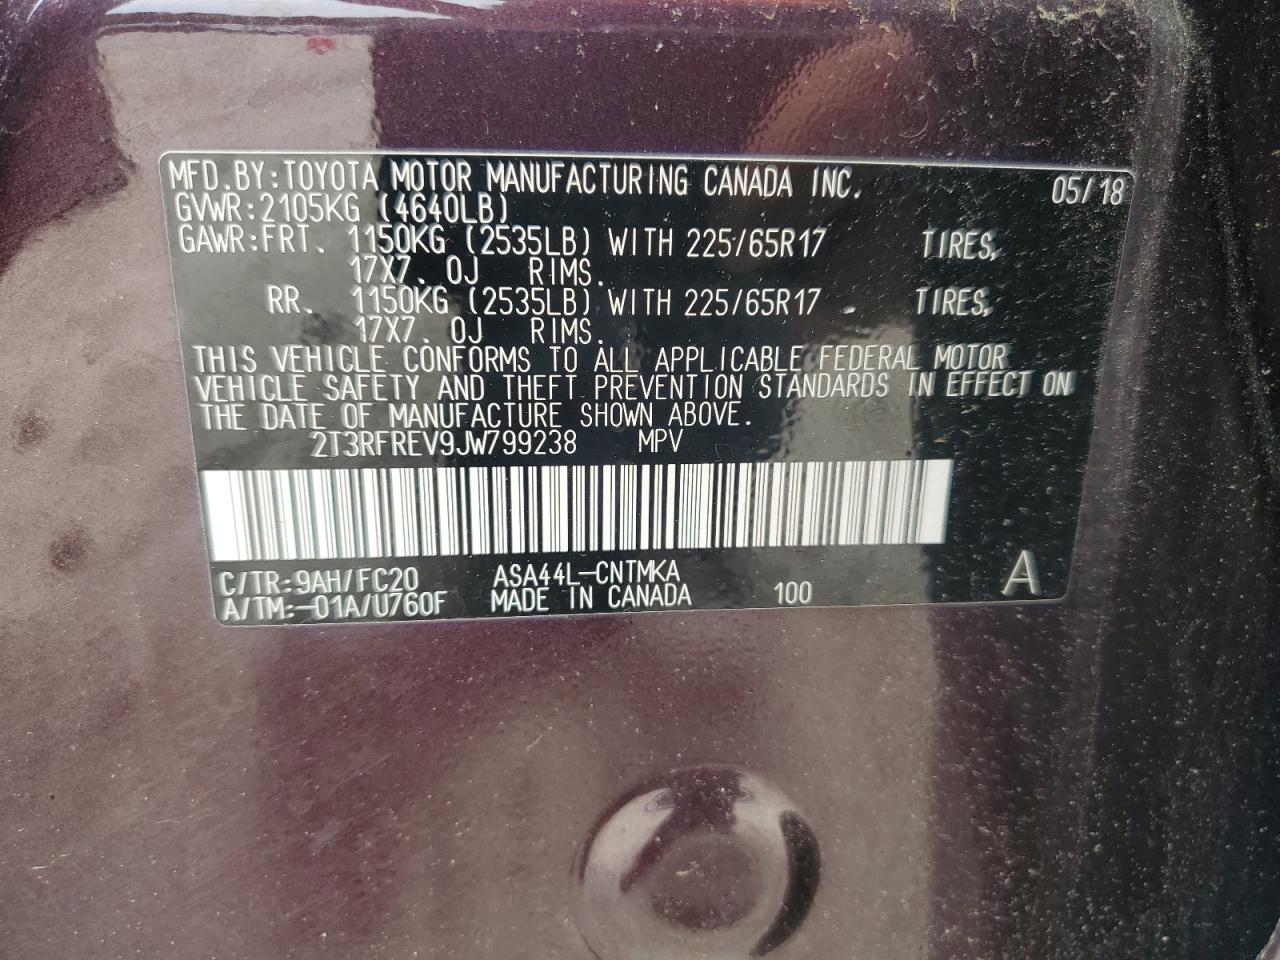 MFD.BY:TOYOTA MOTOR MANUFACTURING CANADA INC. 05/18
GVWR:2105KG (4640LB)
GAWR:FRT. 1150KG (2535LB) WITH 225/65R17 TIRES,
17X7.0J RIMS.
RR. 1150KG (2535LB) WITH 225/65R17 TIRES,
17X7.0J RIMS.
THIS VEHICLE CONFORMS TO ALL APPLICABLE FEDERAL MOTOR
VEHICLE SAFETY AND THEFT PREVENTION STANDARDS IN EFFECT ON
THE DATE OF MANUFACTURE SHOWN ABOVE.
2T3RFREV9JW799238 MPV
C/TR:9AH/FC20 ASA44L-CNTMKA A
A/TM:-01A/U760F MADE IN CANADA 100